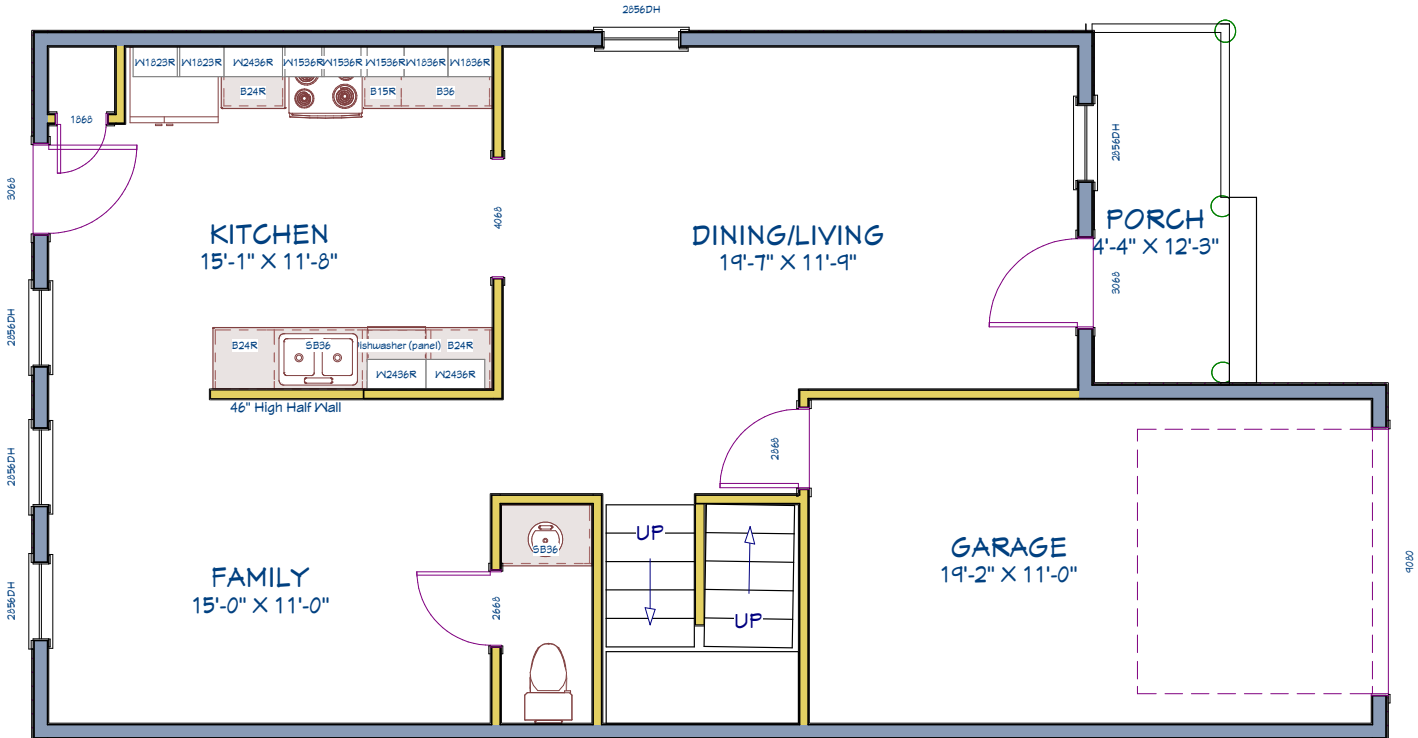 2856DH
W1823R W1823R W2436R W1536R W1536R W1536R W1836R W1836R
B24R B15R B36
1868
2856DH
3068
4068
KITCHEN
15'-1" X 11'-8"
DINING/LIVING
19'-7" X 11'-9"
PORCH
4'-4" X 12'-3"
3068
2856DH
B24R SB36 ishwasher (panel) B24R
W2436R W2436R
46" High Half Wall
2868
2856DH
UP
SB36
GARAGE
19'-2" X 11'-0"
9080
FAMILY
15'-0" X 11'-0"
2856DH
2668
UP